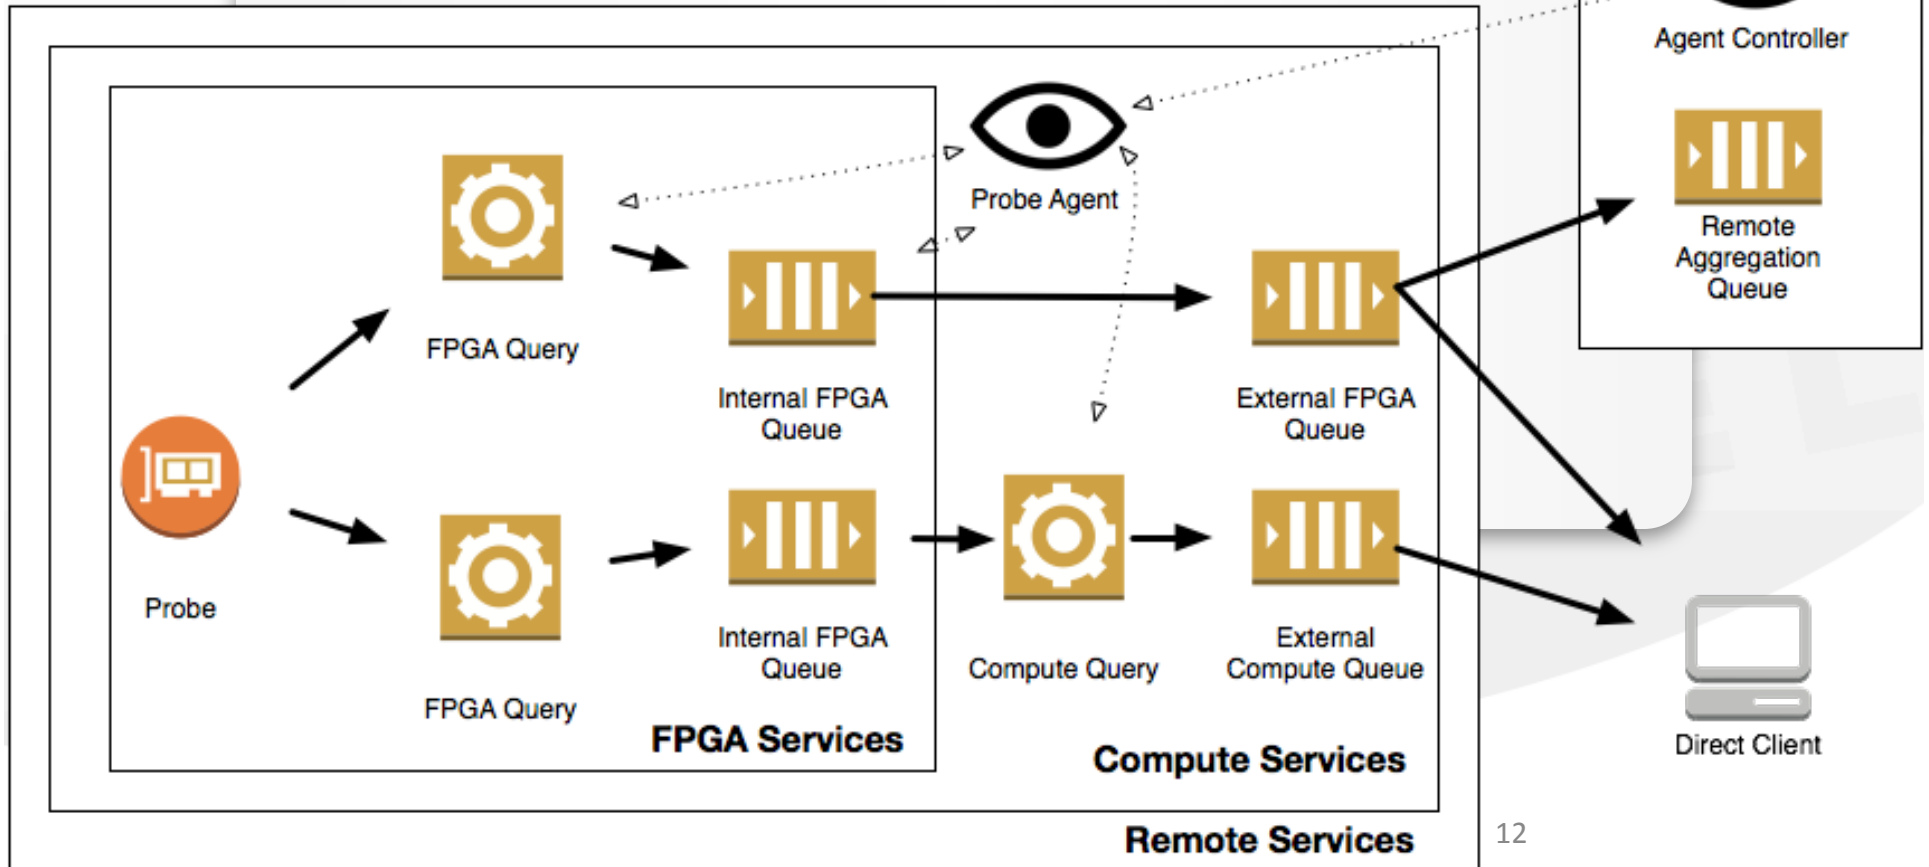 Agent Controller
Probe Agent
Remote
Aggregation
Queue
FPGA Query
Internal FPGA
Queue
External FPGA
Queue
Probe
Internal FPGA
Queue
Compute Query
External
Compute Queue
FPGA Query
FPGA Services
Compute Services
Direct Client
Remote Services
12